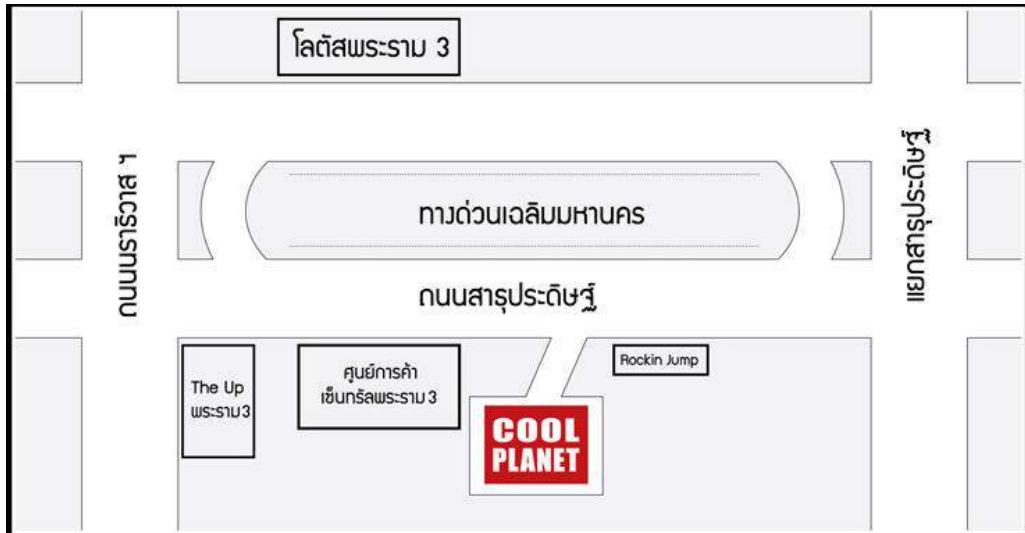 โลตัสพระราม 3
ถนนนราธิวาส ฯ
แยกสาธุประดิษฐ์
ทางด่วนเฉลิมมหานคร
ถนนสาธุประดิษฐ์
The Up
พระราม3
ศูนย์การค้า
เซ็นทรัลพระราม 3
Rockin Jump
COOL
PLANET